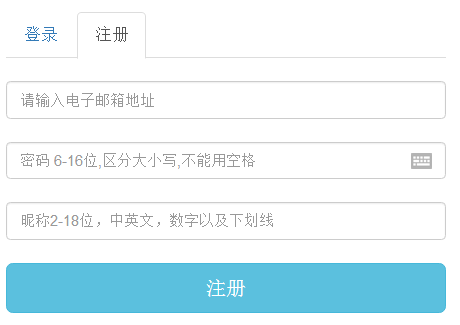 登录 注册
请输入电子邮箱地址
密码 6-16位,区分大小写,不能用空格
昵称2-18位，中英文，数字以及下划线
注册